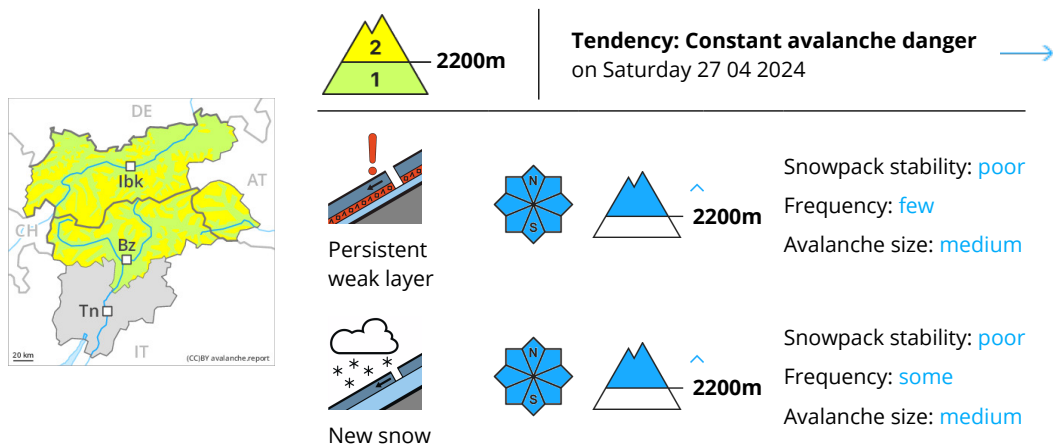 2
1
2200m
Tendency: Constant avalanche danger
on Saturday 27 04 2024
DE
Ibk
AT
CH
Bz
Tn
IT
20 km
(CC)BY avalanche.report
Persistent
weak layer
N
S
2200m
Snowpack stability: poor
Frequency: few
Avalanche size: medium
New snow
N
S
2200m
Snowpack stability: poor
Frequency: some
Avalanche size: medium